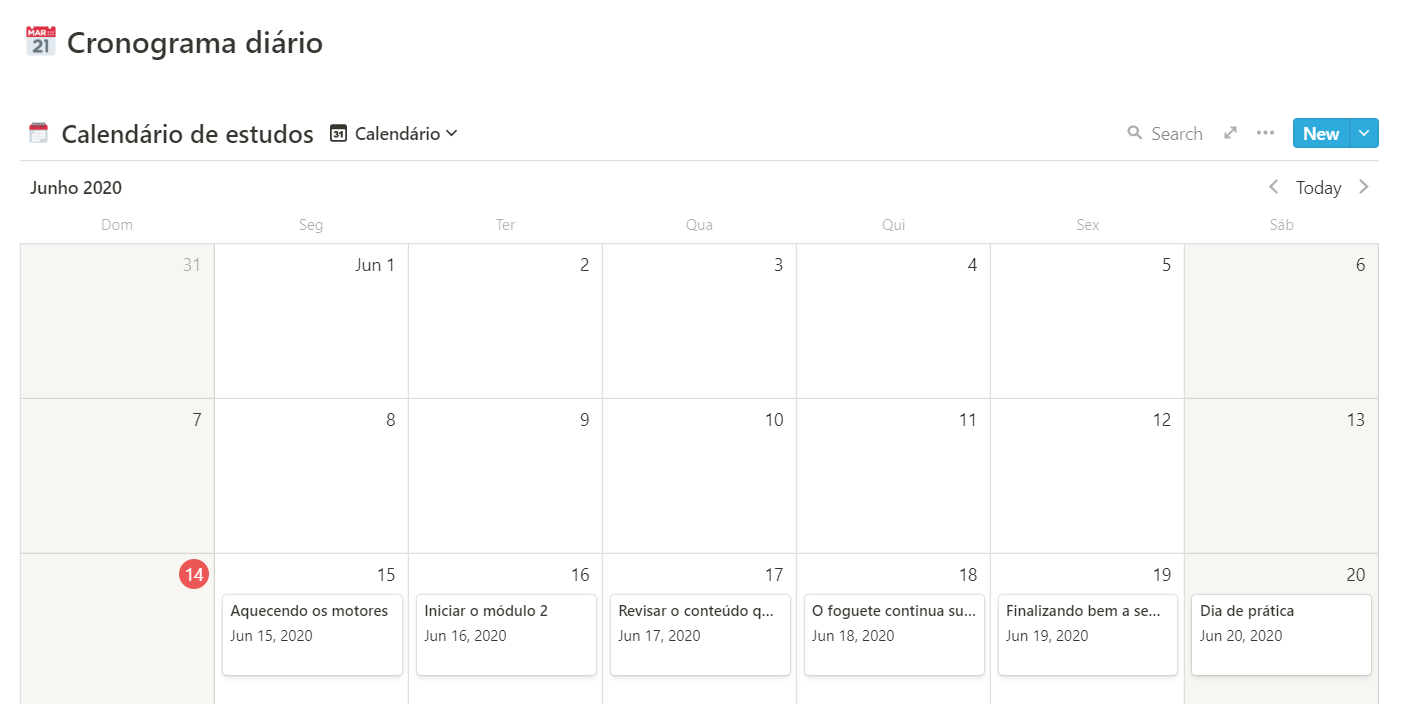 MAR
21
Cronograma diário
Calendário de estudos
31
Calendário
Search
New
Junho 2020
Today
Dom Seg Ter Qua Qui Sex Sáb
31 Jun 1 2 3 4 5 6
7 8 9 10 11 12 13
14 15 16 17 18 19 20
Aquecendo os motores
Jun 15, 2020
Iniciar o módulo 2
Jun 16, 2020
Revisar o conteúdo q...
Jun 17, 2020
O foguete continua su...
Jun 18, 2020
Finalizando bem a se...
Jun 19, 2020
Dia de prática
Jun 20, 2020